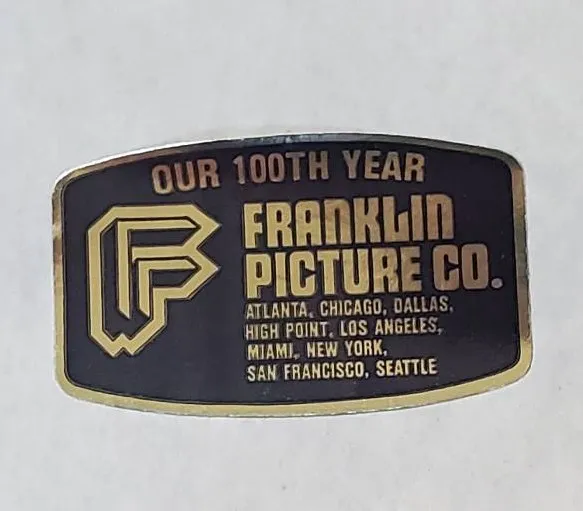 OUR 100TH YEAR
FRANKLIN
PICTURE CO.
ATLANTA, CHICAGO, DALLAS,
HIGH POINT, LOS ANGELES,
MIAMI, NEW YORK,
SAN FRANCISCO, SEATTLE